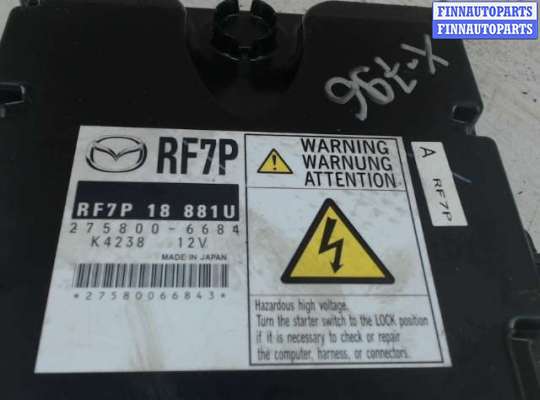 FINNAUTOPARTS
FINNAUTOPARTS
FINNAUTOPARTS
X-796
RF7P
RF7P 18 881U
275800-6684
K4238 12V
MADE IN JAPAN
*27580066843*
WARNING
WARNUNG
ATTENTION
Hazardous high voltage.
Turn the starter switch to the LOCK position
if it is necessary to check or repair
the computer, harness, or connectors.
A RF7P